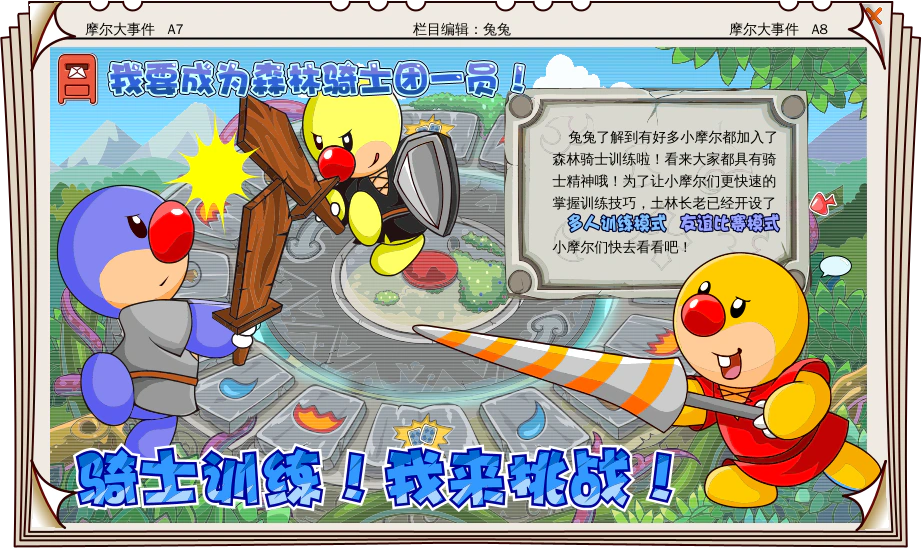 摩尔大事件 A7
栏目编辑：兔兔
摩尔大事件 A8
我要成为森林骑士团一员！
兔兔了解到有好多小摩尔都加入了
森林骑士训练啦！看来大家都具有骑
士精神哦！为了让小摩尔们更快速的
掌握训练技巧，土林长老已经开设了
多人训练模式 友谊比赛模式
小摩尔们快去看看吧！
骑士训练！我来挑战！